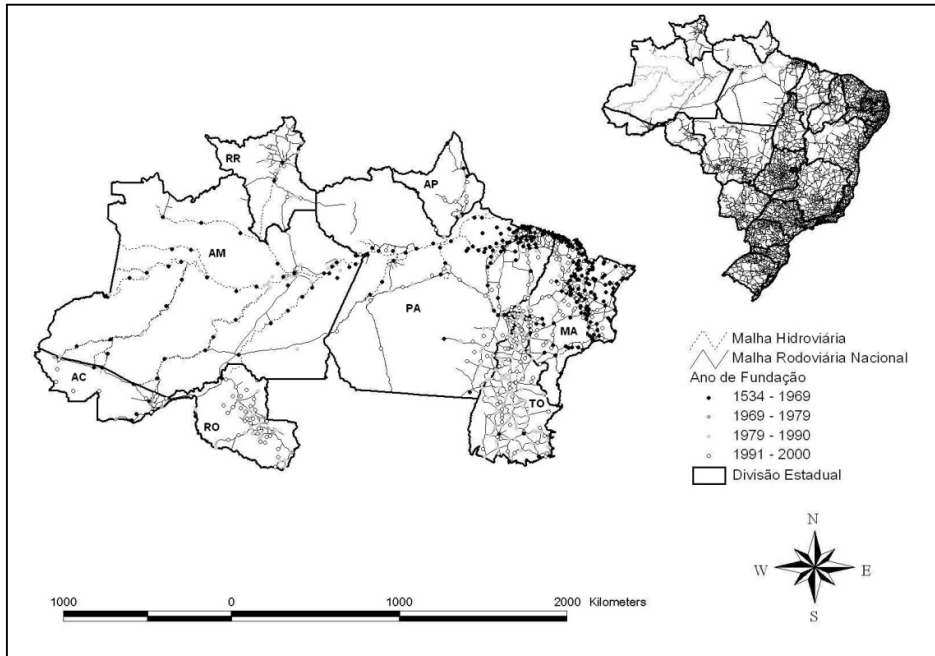 RR
AP
AM
PA
MA
AC
TO
RO
Malha Hidroviária
Malha Rodoviária Nacional
Ano de Fundação
1534 - 1969
1969 - 1979
1979 - 1990
1991 - 2000
Divisão Estadual
N
W E
S
1000 0 1000 2000 Kilometers